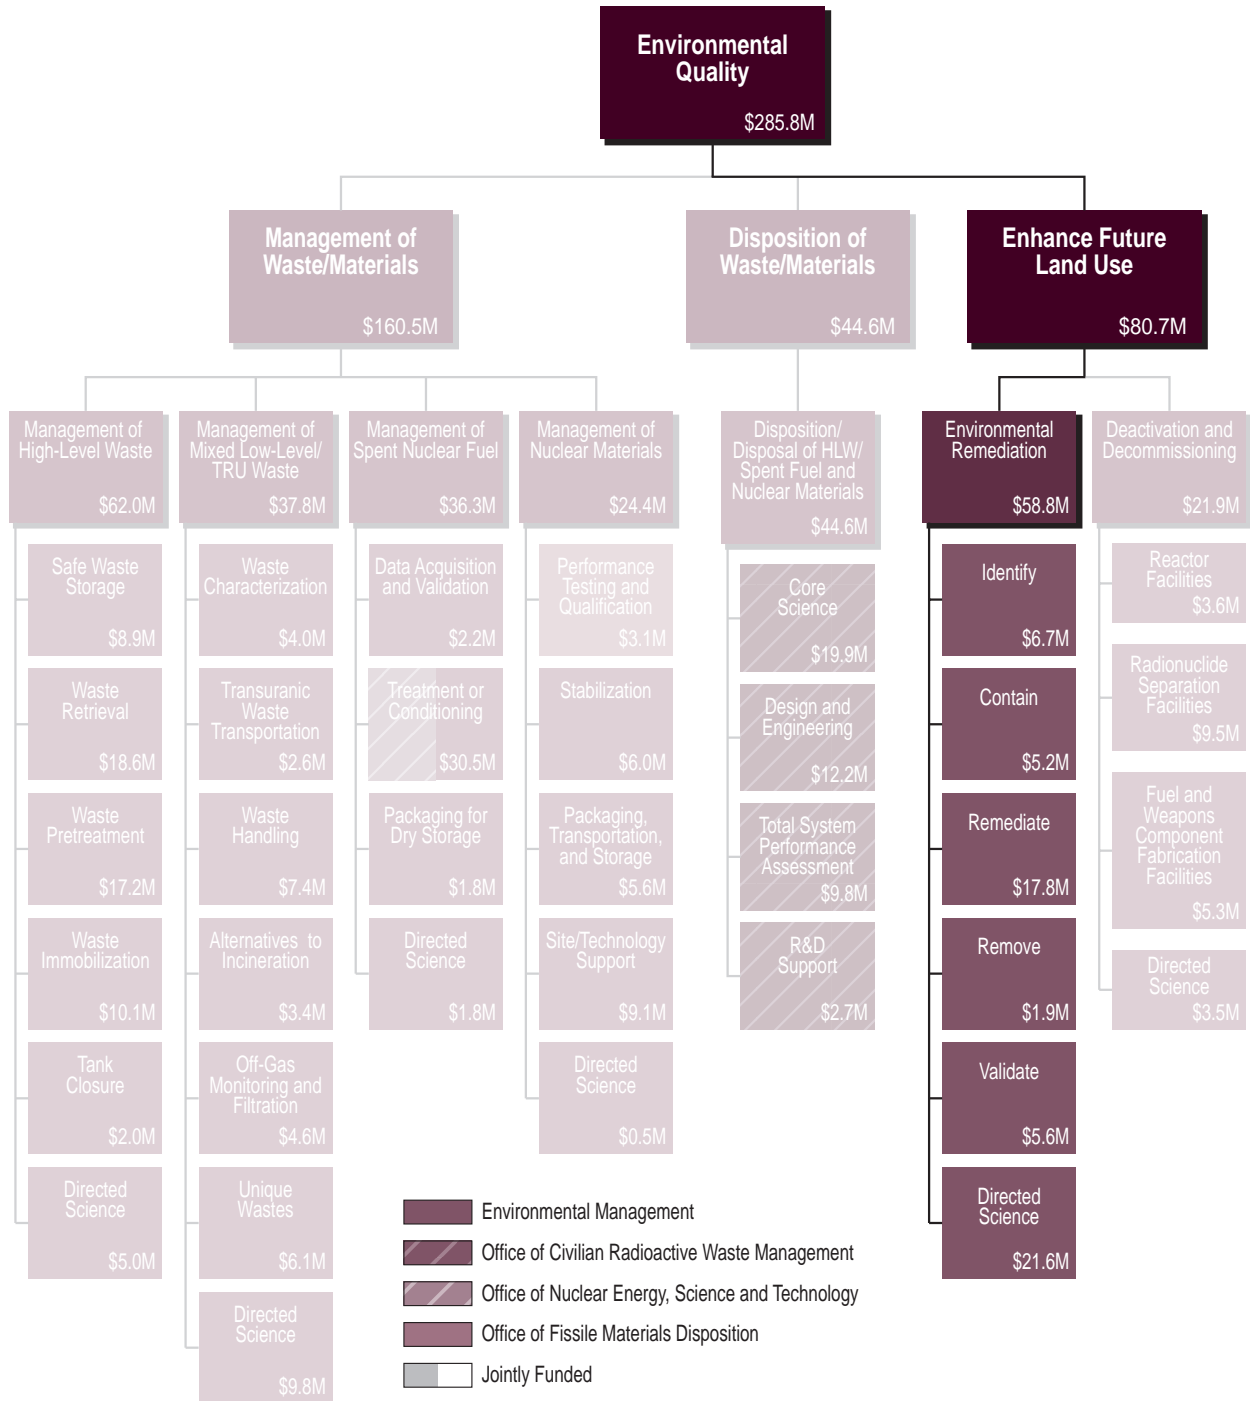 Environmental
Quality
$285.8M
Management of
Waste/Materials
$160.5M
Disposition of
Waste/Materials
$44.6M
Enhance Future
Land Use
$80.7M
Management of
High-Level Waste
$62.0M
Management of
Mixed Low-Level/
TRU Waste
$37.8M
Management of
Spent Nuclear Fuel
$36.3M
Management of
Nuclear Materials
$24.4M
Disposition/
Disposal of HLW/
Spent Fuel and
Nuclear Materials
$44.6M
Environmental
Remediation
$58.8M
Deactivation and
Decommissioning
$21.9M
Safe Waste
Storage
$8.9M
Waste
Retrieval
$18.6M
Waste
Pretreatment
$17.2M
Waste
Immobilization
$10.1M
Tank
Closure
$2.0M
Directed
Science
$5.0M
Waste
Characterization
$4.0M
Transuranic
Waste
Transportation
$2.6M
Waste
Handling
$7.4M
Alternatives to
Incineration
$3.4M
Off-Gas
Monitoring and
Filtration
$4.6M
Unique
Wastes
$6.1M
Directed
Science
$9.8M
Data Acquisition
and Validation
$2.2M
Treatment or
Conditioning
$30.5M
Packaging for
Dry Storage
$1.8M
Directed
Science
$1.8M
Performance
Testing and
Qualification
$3.1M
Stabilization
$6.0M
Packaging,
Transportation,
and Storage
$5.6M
Site/Technology
Support
$9.1M
Directed
Science
$0.5M
Core
Science
$19.9M
Design and
Engineering
$12.2M
Total System
Performance
Assessment
$9.8M
R&D
Support
$2.7M
Identify
$6.7M
Contain
$5.2M
Remediate
$17.8M
Remove
$1.9M
Validate
$5.6M
Directed
Science
$21.6M
Reactor
Facilities
$3.6M
Radionuclide
Separation
Facilities
$9.5M
Fuel and
Weapons
Component
Fabrication
Facilities
$5.3M
Directed
Science
$3.5M
Environmental Management
Office of Civilian Radioactive Waste Management
Office of Nuclear Energy, Science and Technology
Office of Fissile Materials Disposition
Jointly Funded